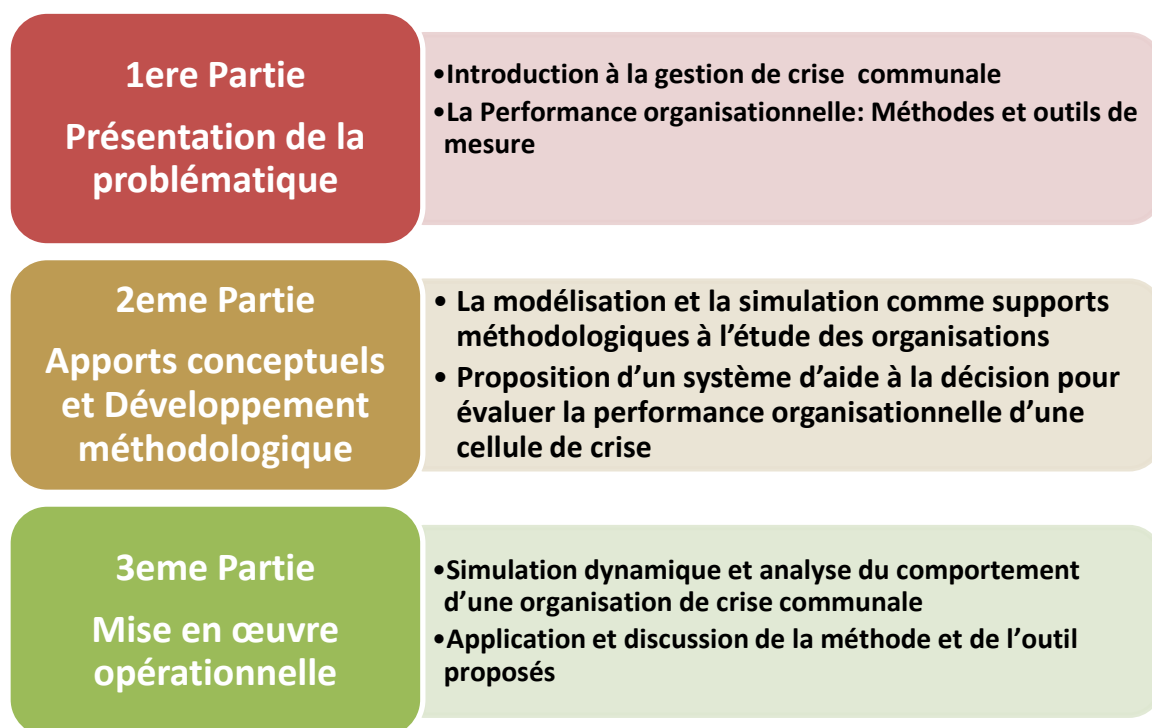 1ere Partie
Présentation de la
problématique
•Introduction à la gestion de crise communale
•La Performance organisationnelle: Méthodes et outils de
mesure
2eme Partie
Apports conceptuels
et Développement
méthodologique
• La modélisation et la simulation comme supports
méthodologiques à l’étude des organisations
• Proposition d’un système d’aide à la décision pour
évaluer la performance organisationnelle d’une
cellule de crise
3eme Partie
Mise en œuvre
opérationnelle
•Simulation dynamique et analyse du comportement
d’une organisation de crise communale
•Application et discussion de la méthode et de l’outil
proposés